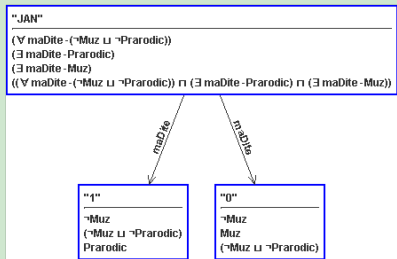 "JAN"
(∀ maDite-(¬Muz ⊔ ¬Prarodic))
(∃ maDite-Prarodic)
(∃ maDite-Muz)
((∀ maDite-(¬Muz ⊔ ¬Prarodic)) ⊓ (∃ maDite-Prarodic) ⊓ (∃ maDite-Muz))
maDite
maDite
"1"
¬Muz
(¬Muz ⊔ ¬Prarodic)
Prarodic
"0"
¬Muz
Muz
(¬Muz ⊔ ¬Prarodic)